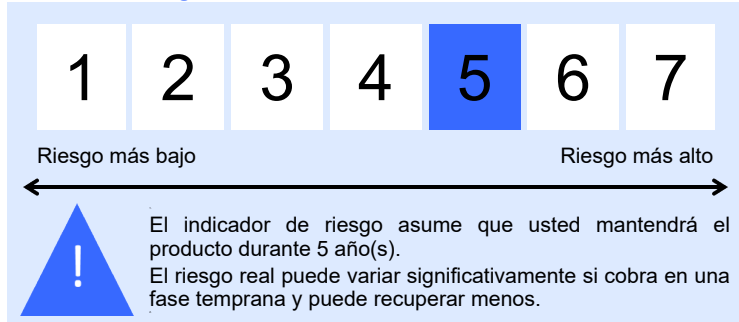 1 2 3 4 5 6 7
Riesgo más bajo Riesgo más alto
!
El indicador de riesgo asume que usted mantendrá el
producto durante 5 año(s).
El riesgo real puede variar significativamente si cobra en una
fase temprana y puede recuperar menos.